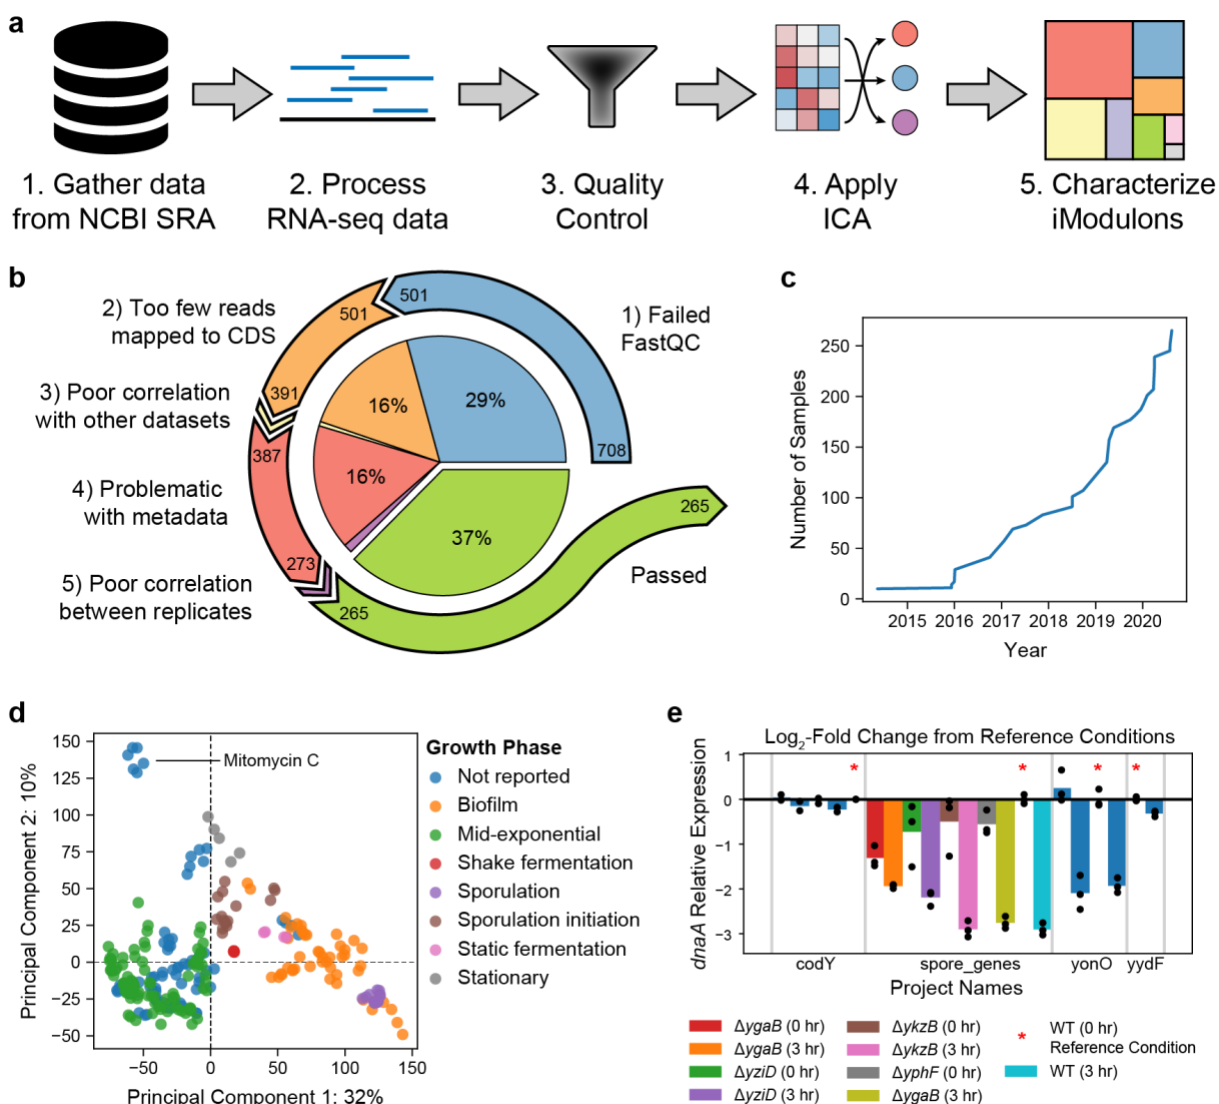 a
1. Gather data
from NCBI SRA
2. Process
RNA-seq data
3. Quality
Control
4. Apply
ICA
5. Characterize
iModulons
b
2) Too few reads
mapped to CDS
3) Poor correlation
with other datasets
4) Problematic
with metadata
5) Poor correlation
between replicates
1) Failed
FastQC
Passed
708
501
501
391
387
273
265
265
29%
16%
16%
37%
c
Number of Samples
250
200
150
100
50
0
2015 2016 2017 2018 2019 2020
Year
d
Principal Component 2: 10%
150
125
100
75
50
25
0
−25
−50
−50 0 50 100 150
Principal Component 1: 32%
Mitomycin C
Growth Phase
Not reported
Biofilm
Mid-exponential
Shake fermentation
Sporulation
Sporulation initiation
Static fermentation
Stationary
e
Log₂-Fold Change from Reference Conditions
dnaA Relative Expression
1
0
−1
−2
−3
* * * *
codY spore_genes yonO yydF
Project Names
ΔygaB (0 hr)
ΔygaB (3 hr)
ΔyziD (0 hr)
ΔyziD (3 hr)
ΔykzB (0 hr)
ΔykzB (3 hr)
ΔyphF (0 hr)
ΔygaB (3 hr)
* WT (0 hr)
Reference Condition
WT (3 hr)